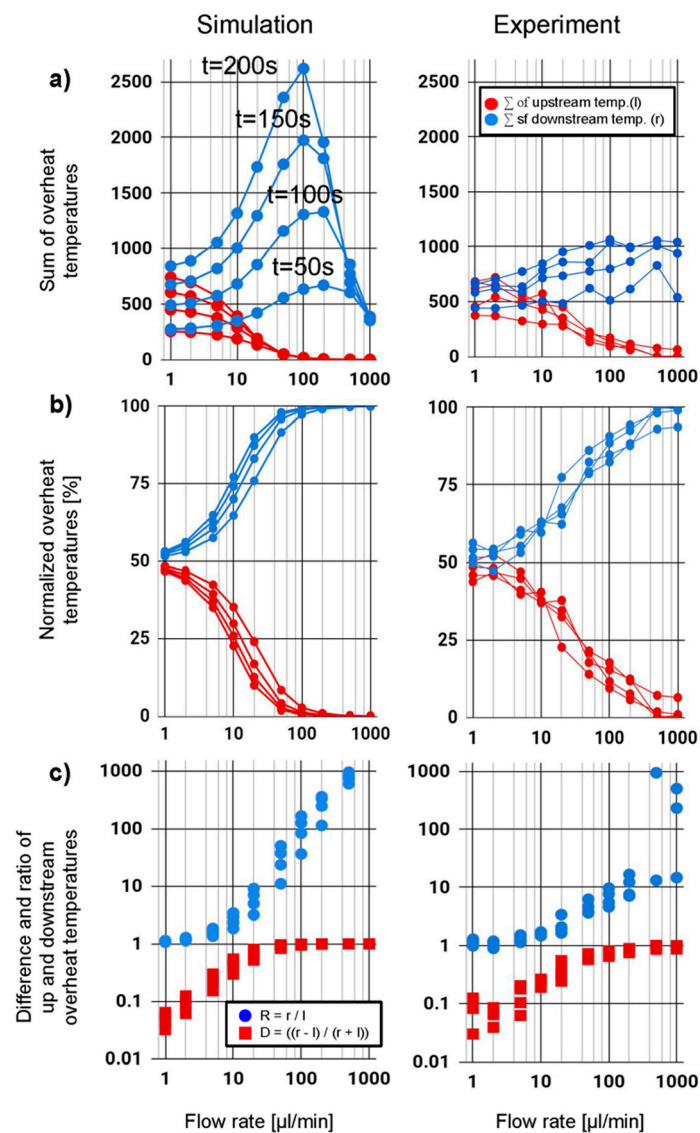 Simulation
Experiment
a)
Sum of overheat
temperatures
2500
2000
1500
1000
500
0
t=200s
t=150s
t=100s
t=50s
1
10
100
1000
2500
2000
1500
1000
500
0
∑ of upstream temp.(l)
∑ sf downstream temp. (r)
1
10
100
1000
b)
Normalized overheat
temperatures [%]
100
75
50
25
0
1
10
100
1000
100
75
50
25
0
1
10
100
1000
c)
Difference and ratio of
up and downstream
overheat temperatures
1000
100
10
1
0.1
0.01
R = r / l
D = ((r - l) / (r + l))
1
10
100
1000
Flow rate [µl/min]
1000
100
10
1
0.1
0.01
1
10
100
1000
Flow rate [µl/min]